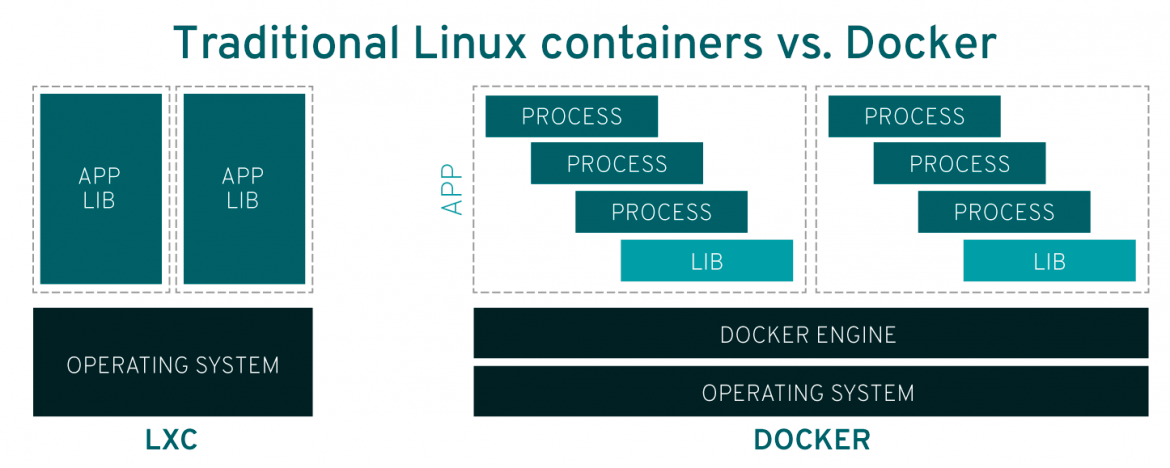 Traditional Linux containers vs. Docker
APP
LIB
APP
LIB
OPERATING SYSTEM
LXC
APP
PROCESS
PROCESS
PROCESS
LIB
PROCESS
PROCESS
PROCESS
LIB
DOCKER ENGINE
OPERATING SYSTEM
DOCKER